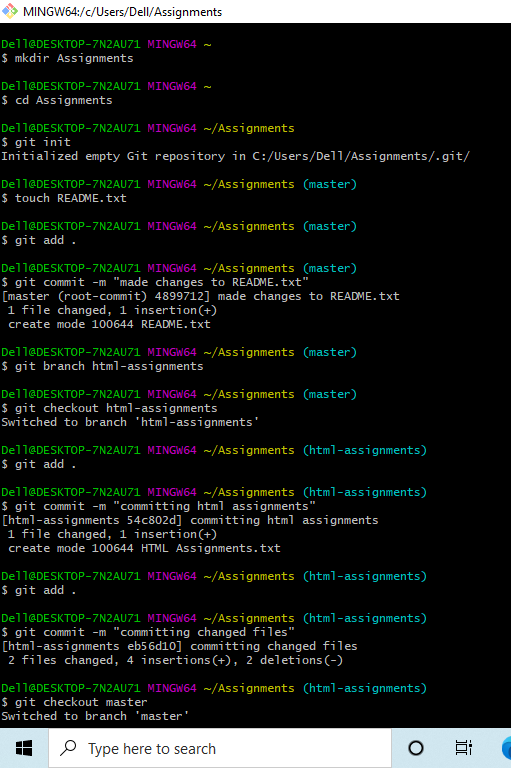 MINGW64:/c/Users/Dell/Assignments
Dell@DESKTOP-7N2AU71 MINGW64 ~
$ mkdir Assignments
Dell@DESKTOP-7N2AU71 MINGW64 ~
$ cd Assignments
Dell@DESKTOP-7N2AU71 MINGW64 ~/Assignments
$ git init
Initialized empty Git repository in C:/Users/Dell/Assignments/.git/
Dell@DESKTOP-7N2AU71 MINGW64 ~/Assignments (master)
$ touch README.txt
Dell@DESKTOP-7N2AU71 MINGW64 ~/Assignments (master)
$ git add .
Dell@DESKTOP-7N2AU71 MINGW64 ~/Assignments (master)
$ git commit -m "made changes to README.txt"
[master (root-commit) 4899712] made changes to README.txt
 1 file changed, 1 insertion(+)
 create mode 100644 README.txt
Dell@DESKTOP-7N2AU71 MINGW64 ~/Assignments (master)
$ git branch html-assignments
Dell@DESKTOP-7N2AU71 MINGW64 ~/Assignments (master)
$ git checkout html-assignments
Switched to branch 'html-assignments'
Dell@DESKTOP-7N2AU71 MINGW64 ~/Assignments (html-assignments)
$ git add .
Dell@DESKTOP-7N2AU71 MINGW64 ~/Assignments (html-assignments)
$ git commit -m "committing html assignments"
[html-assignments 54c802d] committing html assignments
 1 file changed, 1 insertion(+)
 create mode 100644 HTML Assignments.txt
Dell@DESKTOP-7N2AU71 MINGW64 ~/Assignments (html-assignments)
$ git add .
Dell@DESKTOP-7N2AU71 MINGW64 ~/Assignments (html-assignments)
$ git commit -m "committing changed files"
[html-assignments eb56d10] committing changed files
 2 files changed, 4 insertions(+), 2 deletions(-)
Dell@DESKTOP-7N2AU71 MINGW64 ~/Assignments (html-assignments)
$ git checkout master
Switched to branch 'master'
Type here to search